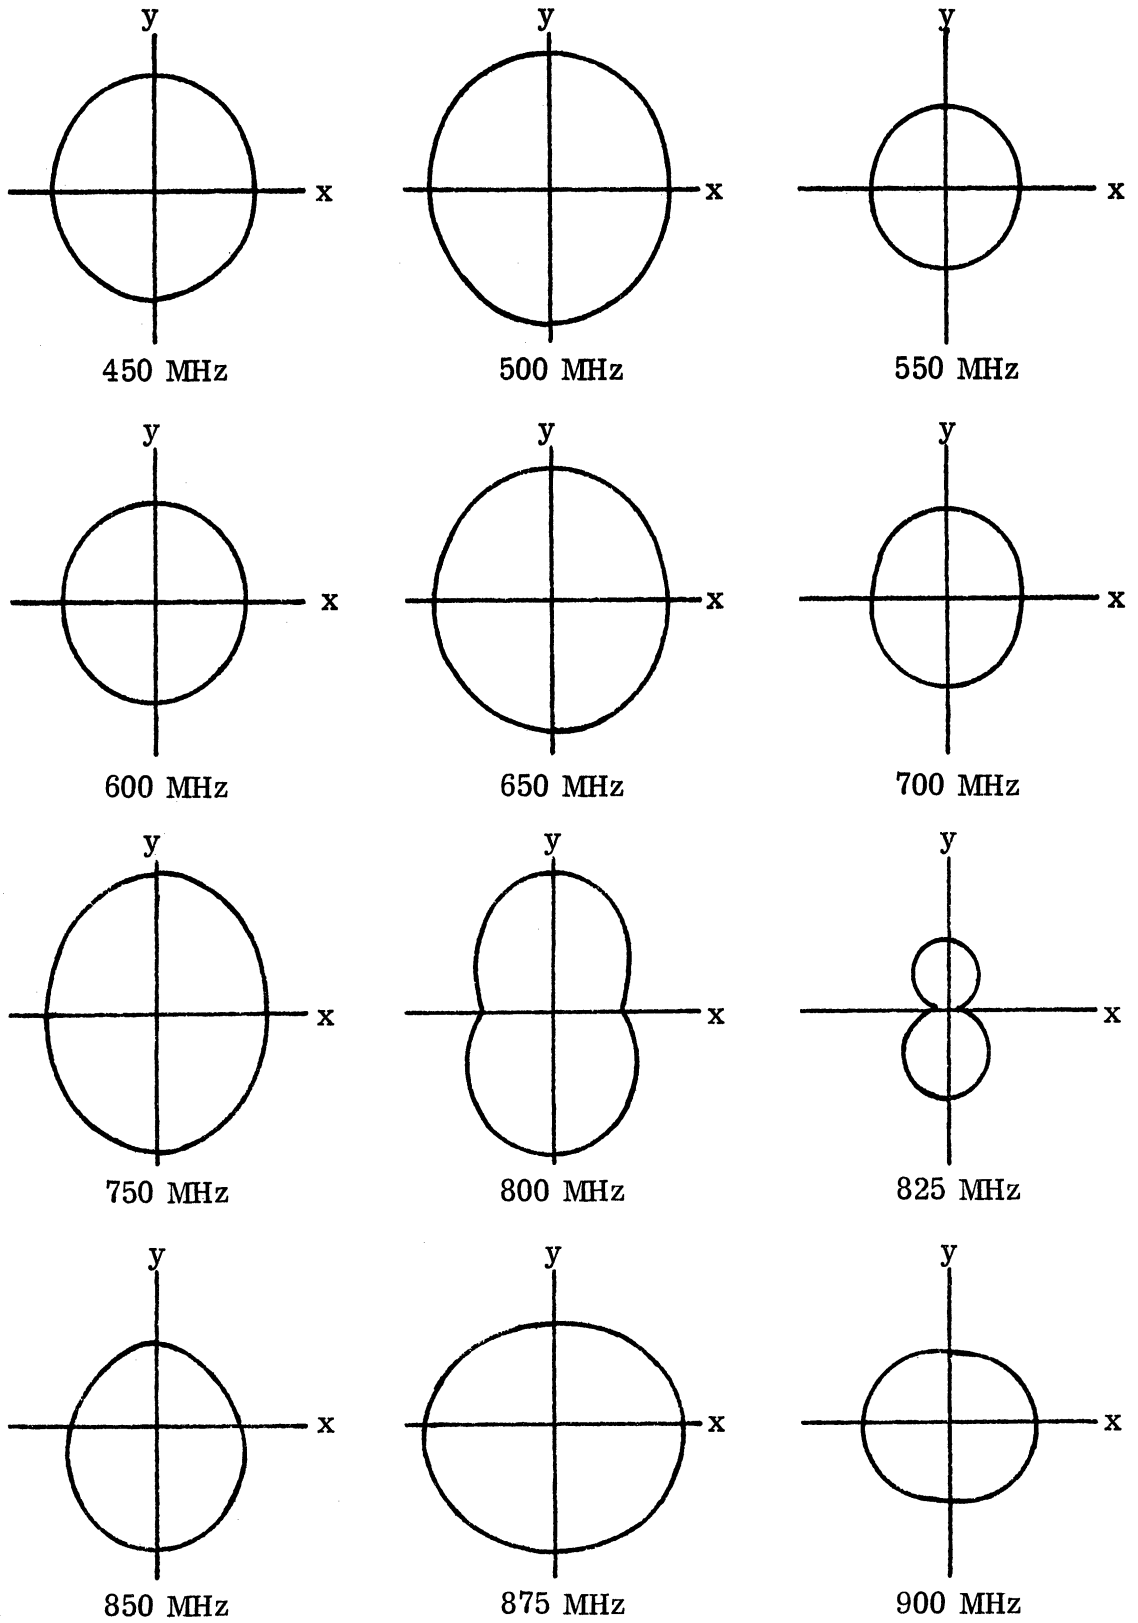 y y y
x x x
450 MHz 500 MHz 550 MHz
y y y
x x x
600 MHz 650 MHz 700 MHz
y y y
x x x
750 MHz 800 MHz 825 MHz
y y y
x x x
850 MHz 875 MHz 900 MHz